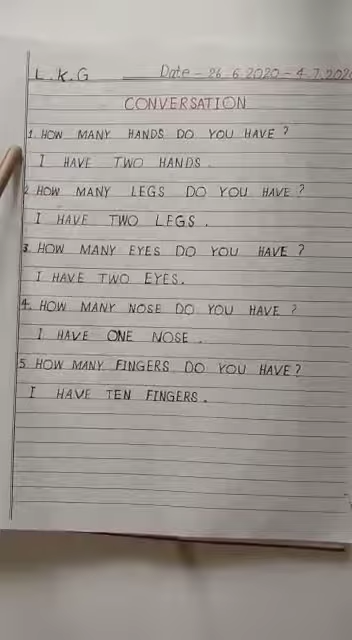 L.K.G Date - 26.6.2020 - 4.7.2020
CONVERSATION
1. HOW MANY HANDS DO YOU HAVE ?
I HAVE TWO HANDS.
2. HOW MANY LEGS DO YOU HAVE ?
I HAVE TWO LEGS.
3. HOW MANY EYES DO YOU HAVE ?
I HAVE TWO EYES.
4. HOW MANY NOSE DO YOU HAVE ?
I HAVE ONE NOSE.
5. HOW MANY FINGERS DO YOU HAVE ?
I HAVE TEN FINGERS.